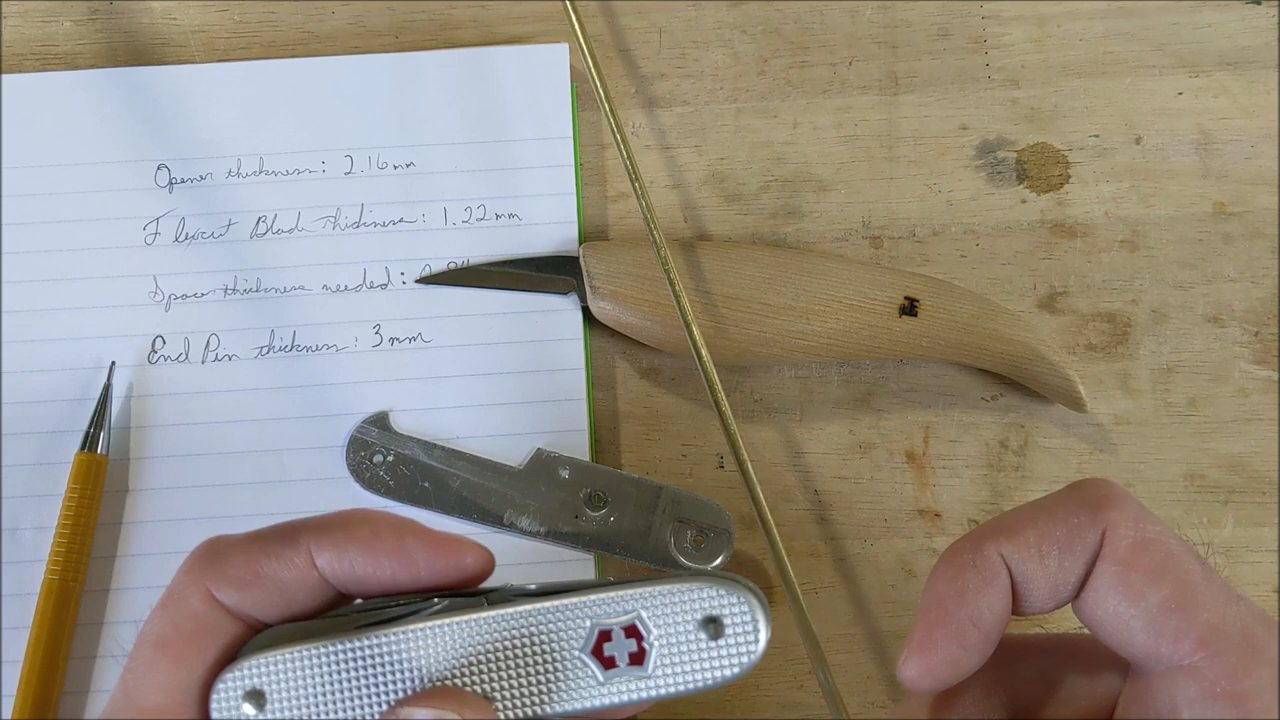 Opener thickness: 2.16mm
Flexcut Blade thickness: 1.22mm
Spacer thickness needed:
End Pin thickness: 3mm